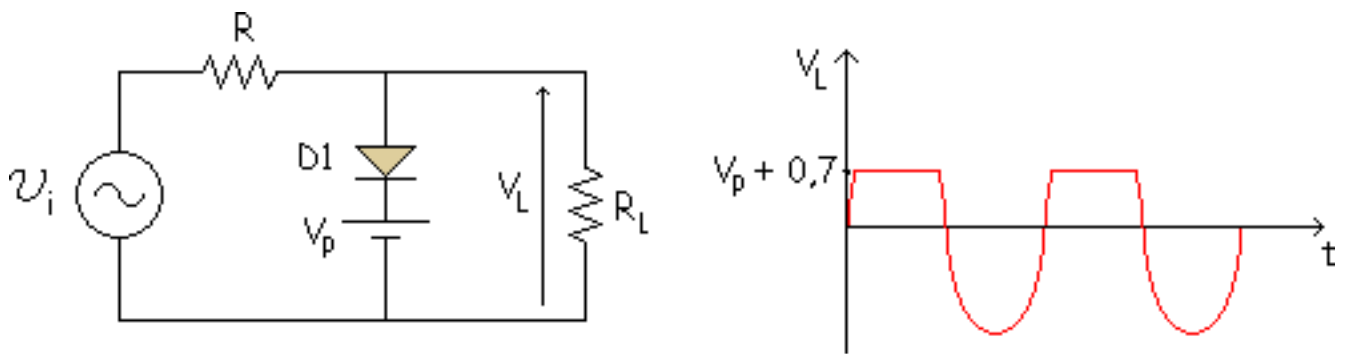 R
D1
V_p
V_L
R_L
𝒱_i
V_L
V_p + 0,7
t